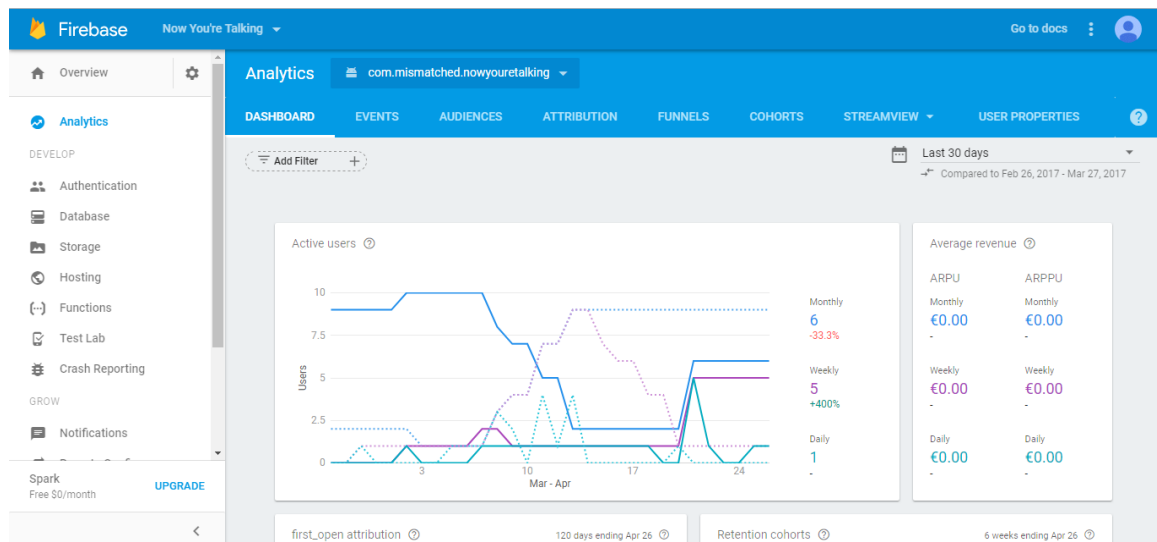 Firebase
Now You're Talking
Go to docs
Overview
Analytics
com.mismatched.nowyouretalking
Analytics
DASHBOARD
EVENTS
AUDIENCES
ATTRIBUTION
FUNNELS
COHORTS
STREAMVIEW
USER PROPERTIES
DEVELOP
Authentication
Database
Storage
Hosting
Functions
Test Lab
Crash Reporting
GROW
Notifications
Spark
Free $0/month
UPGRADE
Add Filter
Last 30 days
Compared to Feb 26, 2017 - Mar 27, 2017
Active users
10
7.5
5
2.5
0
Users
3
10
17
24
Mar - Apr
Monthly
6
-33.3%
Weekly
5
+400%
Daily
1
-
Average revenue
ARPU
ARPPU
Monthly
Monthly
€0.00
€0.00
-
-
Weekly
Weekly
€0.00
€0.00
-
-
Daily
Daily
€0.00
€0.00
-
-
first_open attribution
120 days ending Apr 26
Retention cohorts
6 weeks ending Apr 26